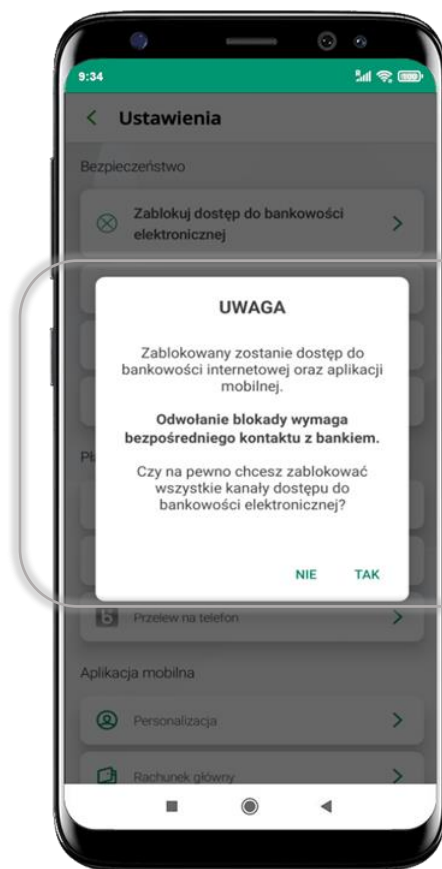 9:34
Ustawienia
Bezpieczeństwo
Zablokuj dostęp do bankowości
elektronicznej
UWAGA
Zablokowany zostanie dostęp do
bankowości internetowej oraz aplikacji
mobilnej.
Odwołanie blokady wymaga
bezpośredniego kontaktu z bankiem.
Czy na pewno chcesz zablokować
wszystkie kanały dostępu do
bankowości elektronicznej?
NIE TAK
Przelew na telefon
Aplikacja mobilna
Personalizacja
Rachunek główny